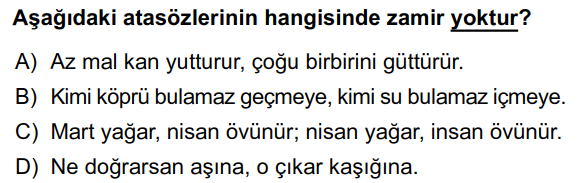 Aşağıdaki atasözlerinin hangisinde zamir yoktur?
A) Az mal kan yutturur, çoğu birbirini güttürür.
B) Kimi köprü bulamaz geçmeye, kimi su bulamaz içmeye.
C) Mart yağar, nisan övünür; nisan yağar, insan övünür.
D) Ne doğrarsan aşına, o çıkar kaşığına.